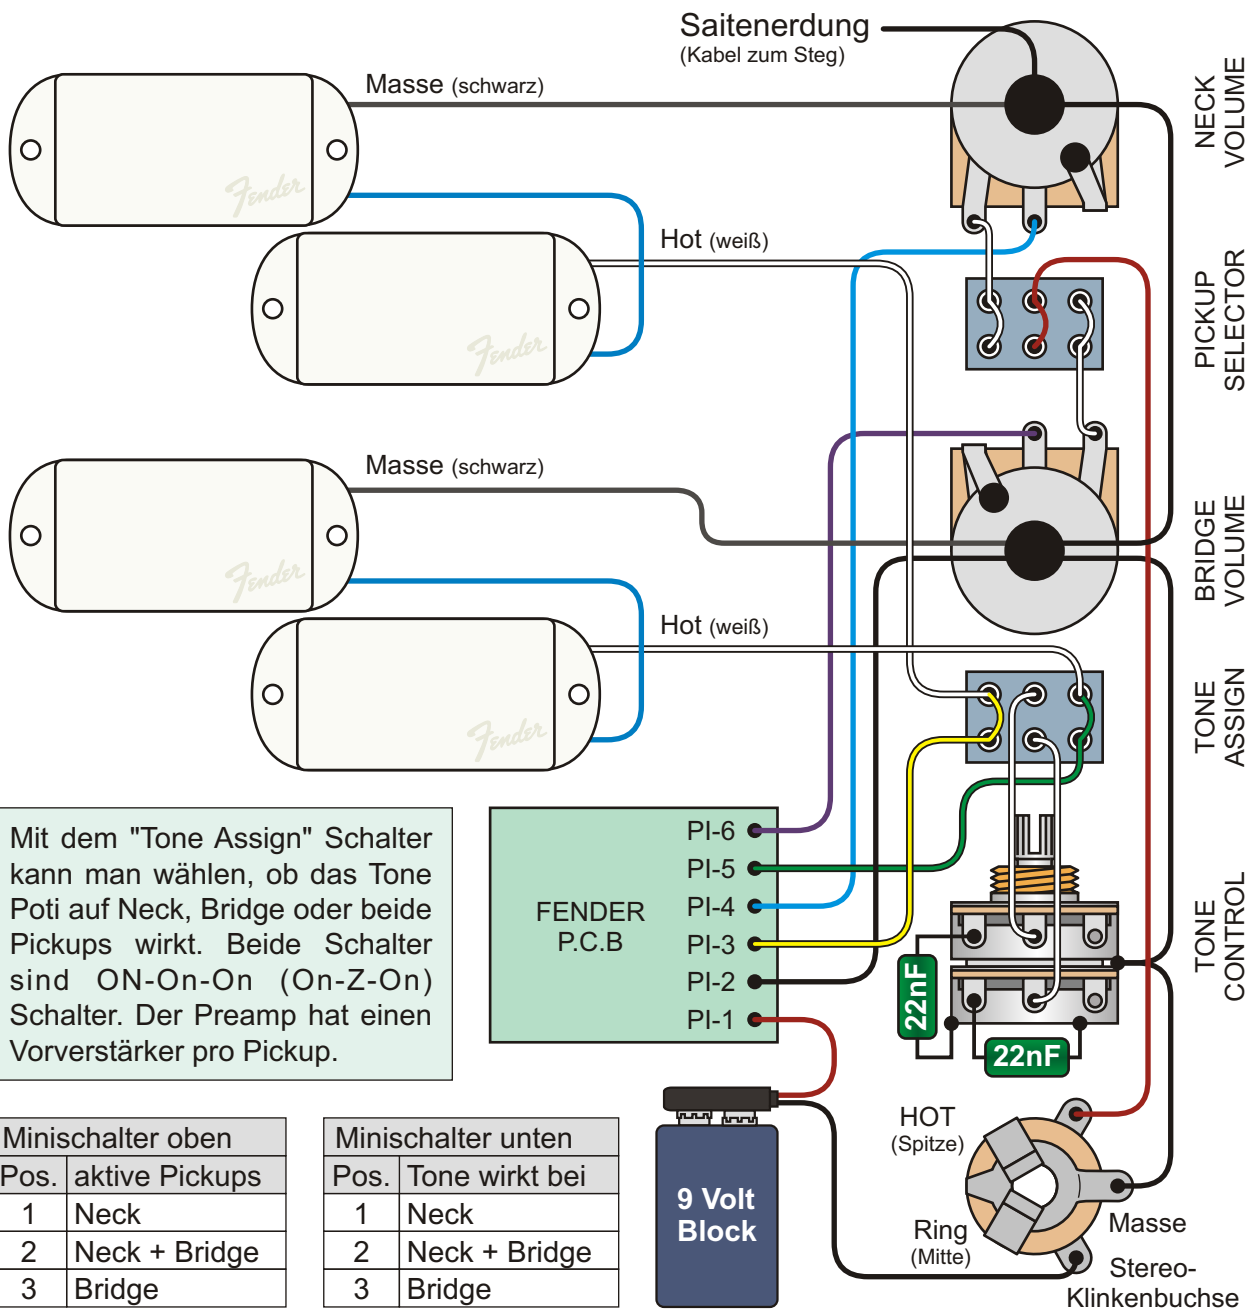 Saitenerdung
(Kabel zum Steg)
Masse (schwarz)
Fender
Hot (weiß)
Fender
NECK
VOLUME
PICKUP
SELECTOR
Masse (schwarz)
Fender
Hot (weiß)
Fender
BRIDGE
VOLUME
TONE
ASSIGN
Mit dem "Tone Assign" Schalter
kann man wählen, ob das Tone
Poti auf Neck, Bridge oder beide
Pickups wirkt. Beide Schalter
sind ON-On-On (On-Z-On)
Schalter. Der Preamp hat einen
Vorverstärker pro Pickup.
FENDER
P.C.B
PI-6
PI-5
PI-4
PI-3
PI-2
PI-1
22nF
22nF
TONE
CONTROL
Minischalter oben
Pos. aktive Pickups
1 Neck
2 Neck + Bridge
3 Bridge
Minischalter unten
Pos. Tone wirkt bei
1 Neck
2 Neck + Bridge
3 Bridge
9 Volt
Block
HOT
(Spitze)
Ring
(Mitte)
Masse
Stereo-
Klinkenbuchse